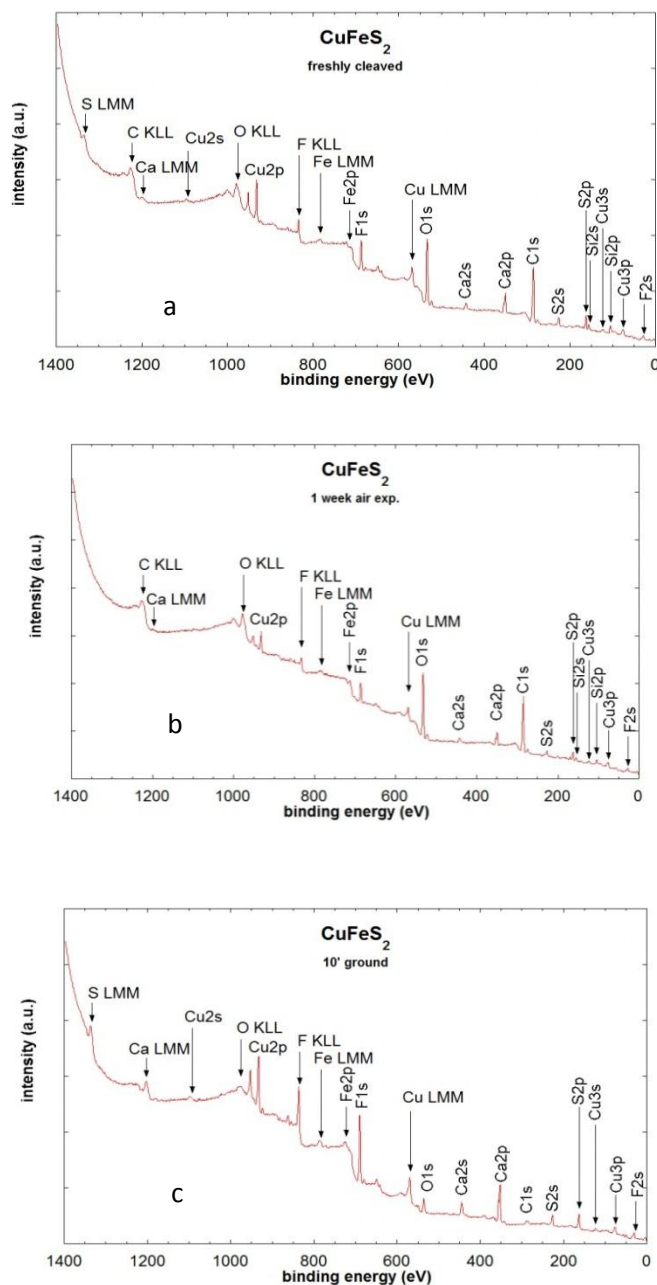 CuFeS₂
freshly cleaved
S LMM
C KLL
Ca LMM
Cu2s
O KLL
Cu2p
F KLL
Fe LMM
Fe2p
F1s
Cu LMM
O1s
Ca2s
Ca2p
C1s
S2s
S2p
Si2s
Cu3s
Si2p
Cu3p
F2s
intensity (a.u.)
a
1400 1200 1000 800 600 400 200 0
binding energy (eV)
CuFeS₂
1 week air exp.
C KLL
Ca LMM
O KLL
Cu2p
F KLL
Fe LMM
Fe2p
F1s
Cu LMM
O1s
Ca2s
Ca2p
C1s
S2s
S2p
Si2s
Cu3s
Si2p
Cu3p
F2s
intensity (a.u.)
b
1400 1200 1000 800 600 400 200 0
binding energy (eV)
CuFeS₂
10' ground
S LMM
Ca LMM
Cu2s
O KLL
Cu2p
F KLL
Fe LMM
Fe2p
F1s
Cu LMM
O1s
Ca2s
Ca2p
C1s
S2s
S2p
Cu3s
Cu3p
F2s
intensity (a.u.)
c
1400 1200 1000 800 600 400 200 0
binding energy (eV)